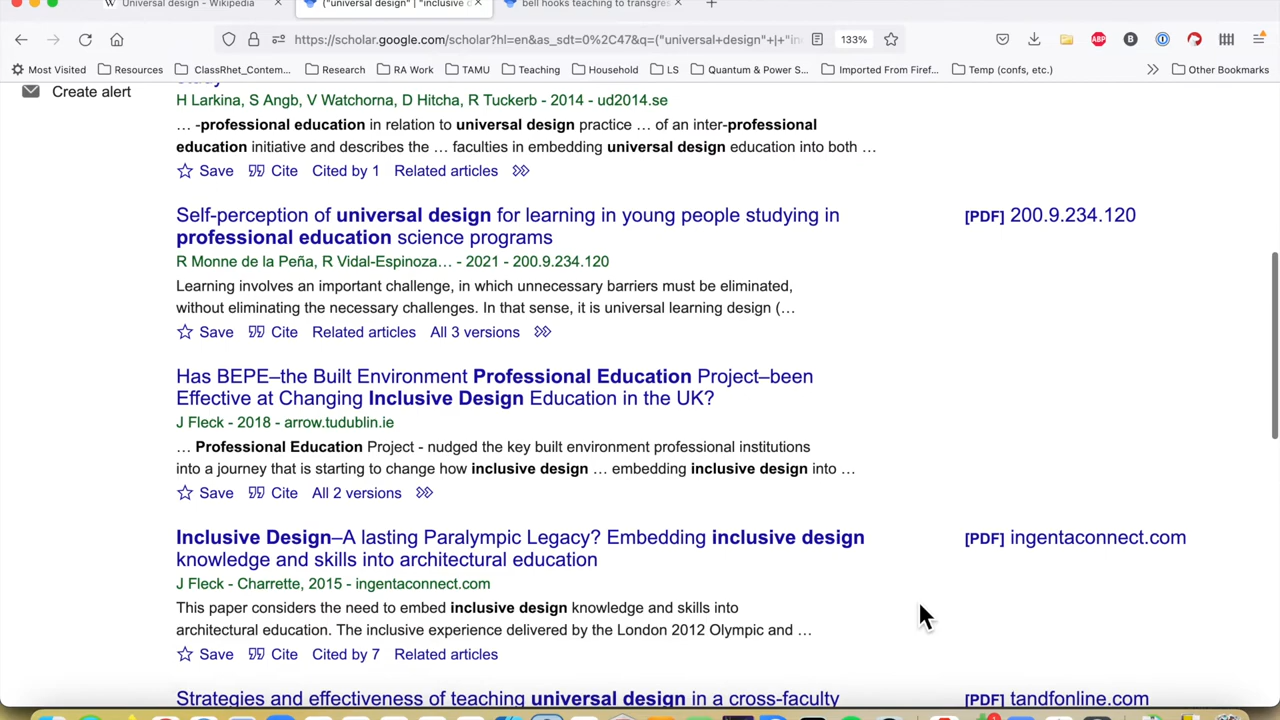 Universal design - Wikipedia
("universal design" | "inclusive d
bell hooks teaching to transgres
https://scholar.google.com/scholar?hl=en&as_sdt=0%2C47&q=("universal+design"+|+"in
133%
Most Visited Resources ClassRhet_Contem... Research RA Work TAMU Teaching Household LS Quantum & Power S... Imported From Firef... Temp (confs, etc.) Other Bookmarks
Create alert
H Larkina, S Angb, V Watchorna, D Hitcha, R Tuckerb - 2014 - ud2014.se
… -professional education in relation to universal design practice … of an inter-professional
education initiative and describes the … faculties in embedding universal design education into both …
Save Cite Cited by 1 Related articles
Self-perception of universal design for learning in young people studying in
professional education science programs
[PDF] 200.9.234.120
R Monne de la Peña, R Vidal-Espinoza… - 2021 - 200.9.234.120
Learning involves an important challenge, in which unnecessary barriers must be eliminated,
without eliminating the necessary challenges. In that sense, it is universal learning design (…
Save Cite Related articles All 3 versions
Has BEPE–the Built Environment Professional Education Project–been
Effective at Changing Inclusive Design Education in the UK?
J Fleck - 2018 - arrow.tudublin.ie
… Professional Education Project - nudged the key built environment professional institutions
into a journey that is starting to change how inclusive design … embedding inclusive design into …
Save Cite All 2 versions
Inclusive Design–A lasting Paralympic Legacy? Embedding inclusive design
knowledge and skills into architectural education
[PDF] ingentaconnect.com
J Fleck - Charrette, 2015 - ingentaconnect.com
This paper considers the need to embed inclusive design knowledge and skills into
architectural education. The inclusive experience delivered by the London 2012 Olympic and …
Save Cite Cited by 7 Related articles
Strategies and effectiveness of teaching universal design in a cross-faculty
[PDF] tandfonline.com